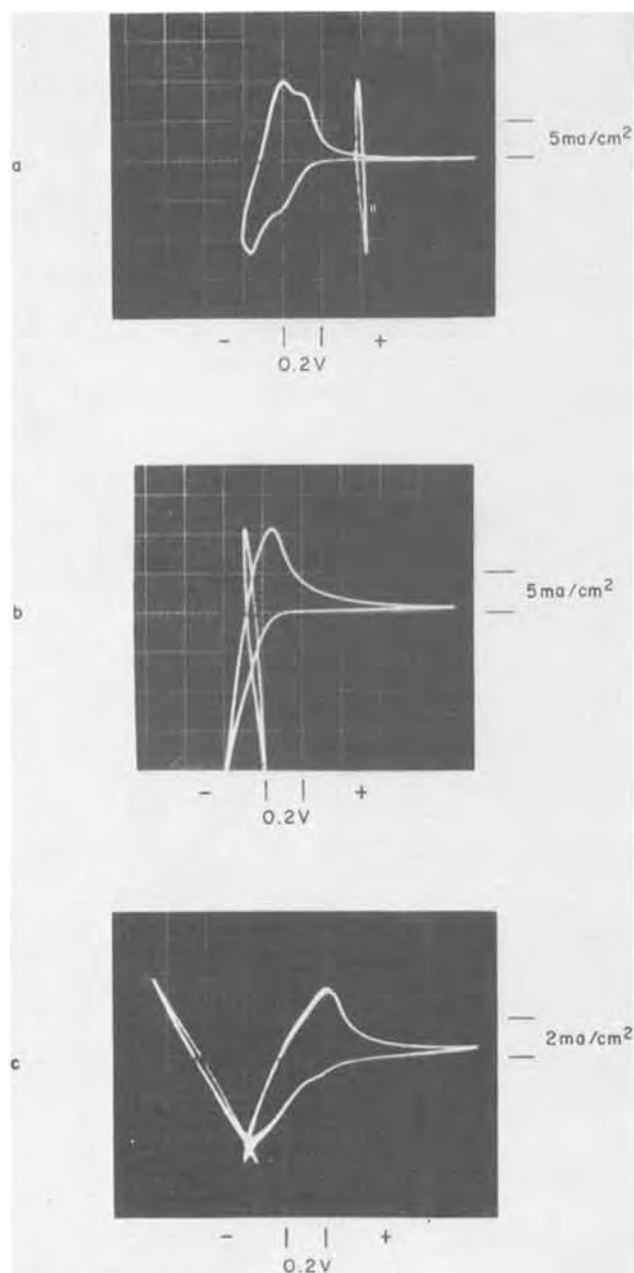 a
5ma/cm²
- | | +
0.2V
b
5ma/cm²
- | | +
0.2V
c
2ma/cm²
- | | +
0.2V